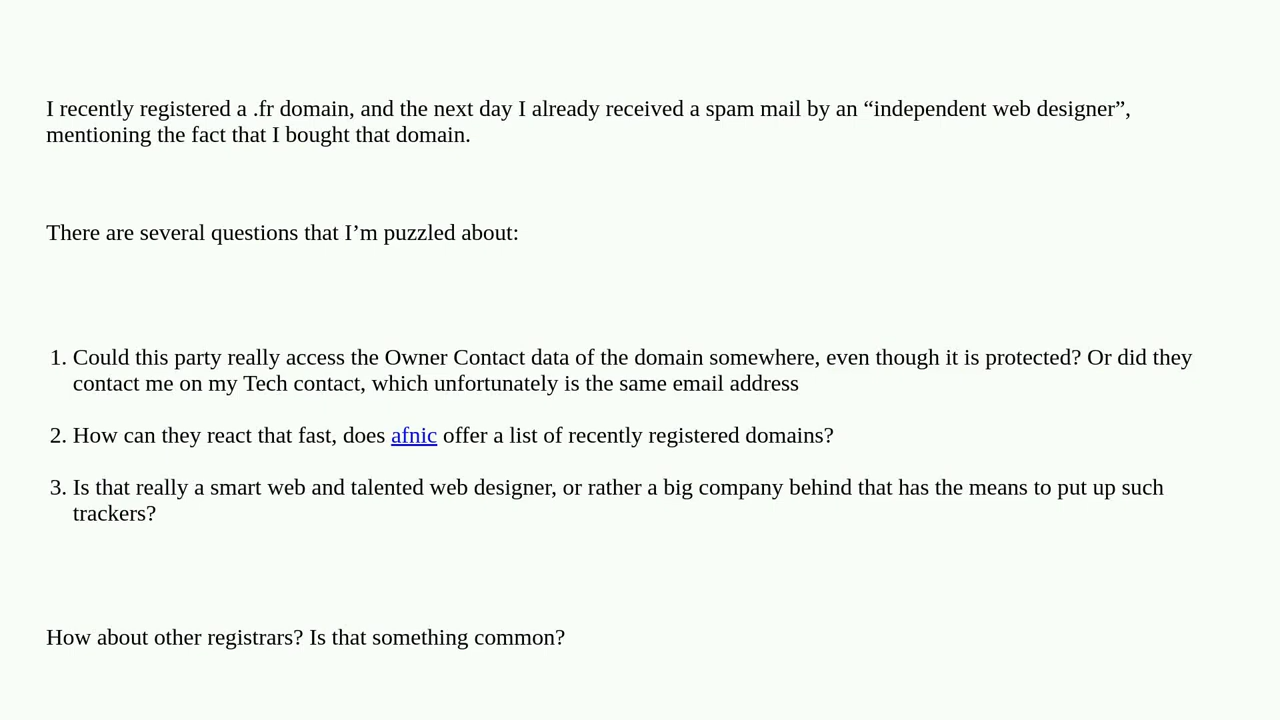 I recently registered a .fr domain, and the next day I already received a spam mail by an “independent web designer”,
mentioning the fact that I bought that domain.
There are several questions that I’m puzzled about:
1. Could this party really access the Owner Contact data of the domain somewhere, even though it is protected? Or did they
contact me on my Tech contact, which unfortunately is the same email address
2. How can they react that fast, does afnic offer a list of recently registered domains?
3. Is that really a smart web and talented web designer, or rather a big company behind that has the means to put up such
trackers?
How about other registrars? Is that something common?